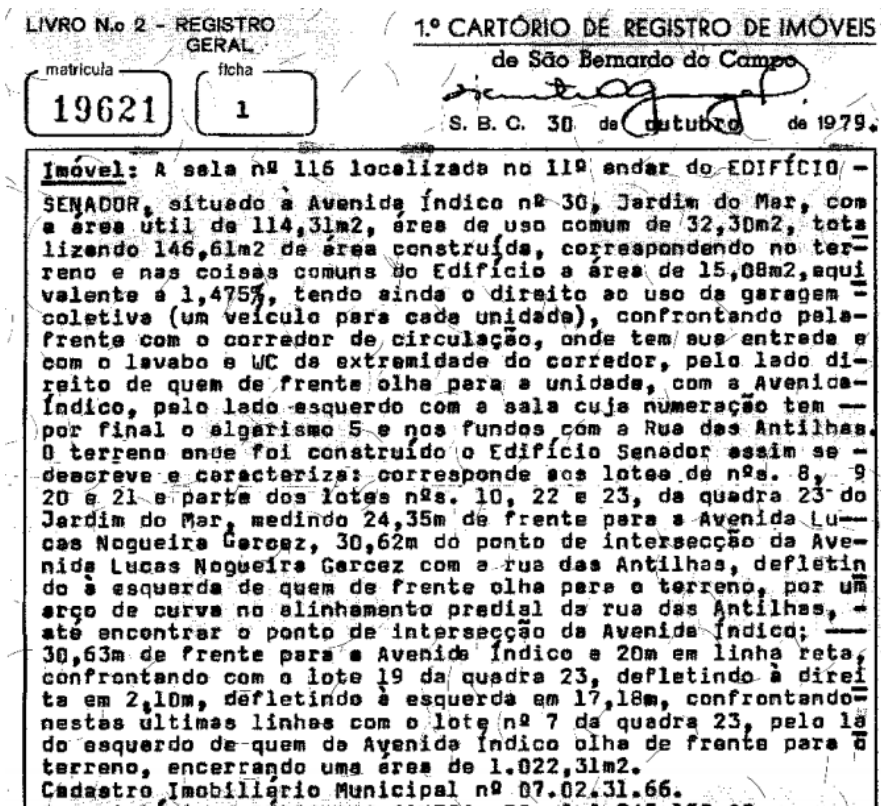 LIVRO N.o 2 - REGISTRO
GERAL
1.º CARTÓRIO DE REGISTRO DE IMÓVEIS
de São Bernardo do Campo
matrícula
19621
ficha
1
S. B. C. 30 de outubro de 1979.
Imóvel: A sala nº 116 localizada no 11º andar do EDIFÍCIO -
SENADOR, situado à Avenida Índico nº 30, Jardim do Mar, com
a área útil de 114,31m2, área de uso comum de 32,30m2, tota
lizando 146,61m2 de área construída, correspondendo no ter-
reno e nas coisas comuns do Edifício a área de 15,08m2,equi
valente a 1,475%, tendo ainda o direito ao uso da garagem -
coletiva (um veículo para cada unidade), confrontando pela-
frente com o corredor de circulação, onde tem sua entrada e
com o lavabo e WC da extremidade do corredor, pelo lado di-
reito de quem de frente olha para a unidade, com a Avenida-
Índico, pelo lado esquerdo com a sala cuja numeração tem --
por final o algarismo 5 e nos fundos com a Rua das Antilhas.
O terreno onde foi construído o Edifício Senador assim se -
descreve e caracteriza: corresponde aos lotes de nºs. 8, 9
20 e 21 e parte dos lotes nºs. 10, 22 e 23, da quadra 23 do
Jardim do Mar, medindo 24,35m de frente para a Avenida Lu--
cas Nogueira Garcez, 30,62m do ponto de intersecção da Ave-
nida Lucas Nogueira Garcez com a rua das Antilhas, defletin
do à esquerda de quem de frente olha para o terreno, por um
arco de curva no alinhamento predial da rua das Antilhas, -
até encontrar o ponto de intersecção da Avenida Índico; ---
30,63m de frente para a Avenida Índico e 20m em linha reta,
confrontando com o lote 19 da quadra 23, defletindo à direi
ta em 2,10m, defletindo à esquerda em 17,18m, confrontando-
nestas últimas linhas com o lote nº 7 da quadra 23, pelo la
do esquerdo de quem da Avenida Índico olha de frente para o
terreno, encerrando uma área de 1.022,31m2.
Cadastro Imobiliário Municipal nº 07.02.31.66.